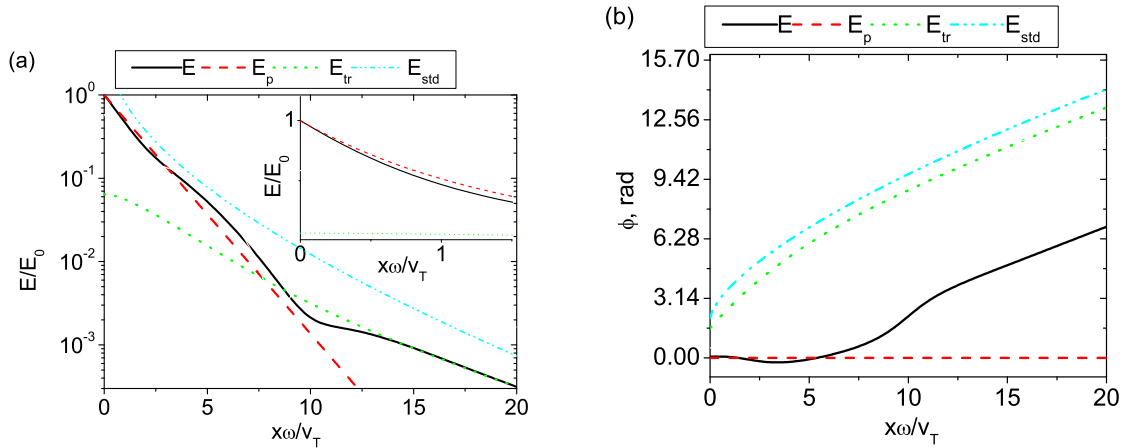 (a)
E E_p E_tr E_std
10^0
10^-1
10^-2
10^-3
E/E_0
0 5 10 15 20
xω/v_T
1
E/E_0
0 1
xω/v_T
(b)
E E_p E_tr E_std
15.70
12.56
9.42
6.28
3.14
0.00
ϕ, rad
0 5 10 15 20
xω/v_T